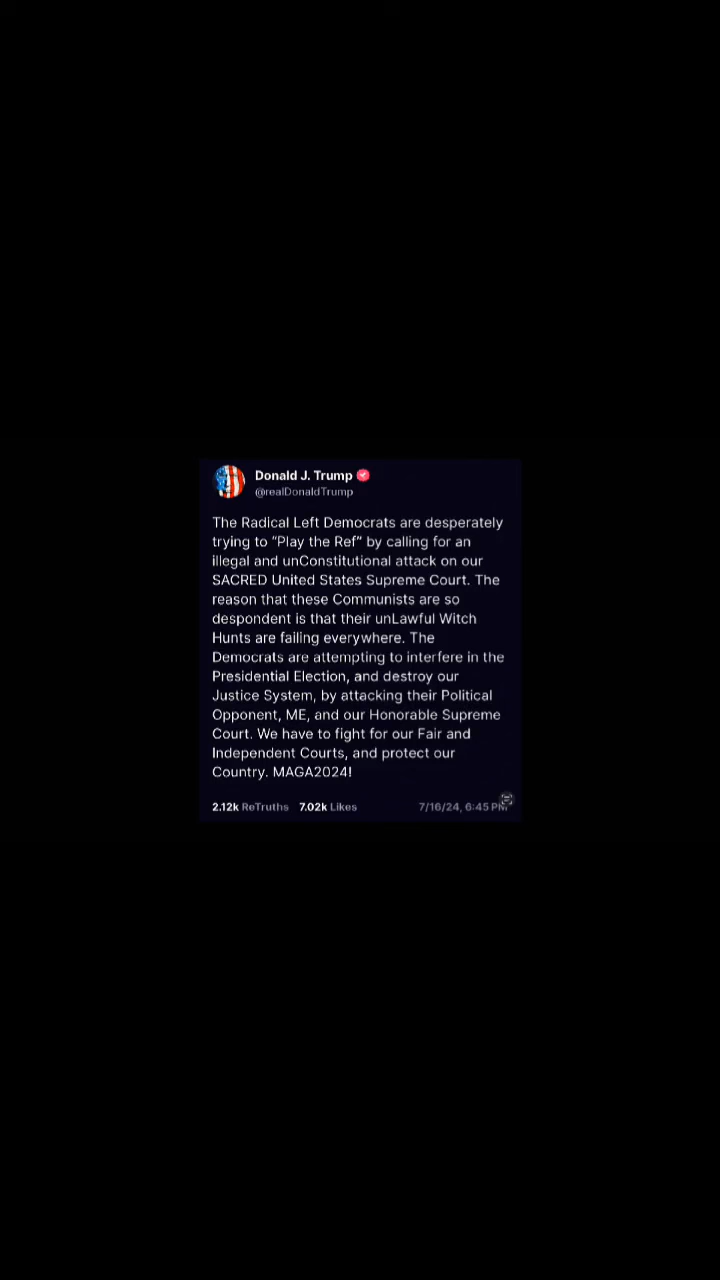 Donald J. Trump
@realDonaldTrump
The Radical Left Democrats are desperately
trying to “Play the Ref” by calling for an
illegal and unConstitutional attack on our
SACRED United States Supreme Court. The
reason that these Communists are so
despondent is that their unLawful Witch
Hunts are failing everywhere. The
Democrats are attempting to interfere in the
Presidential Election, and destroy our
Justice System, by attacking their Political
Opponent, ME, and our Honorable Supreme
Court. We have to fight for our Fair and
Independent Courts, and protect our
Country. MAGA2024!
2.12k ReTruths 7.02k Likes 7/16/24, 6:45 PM